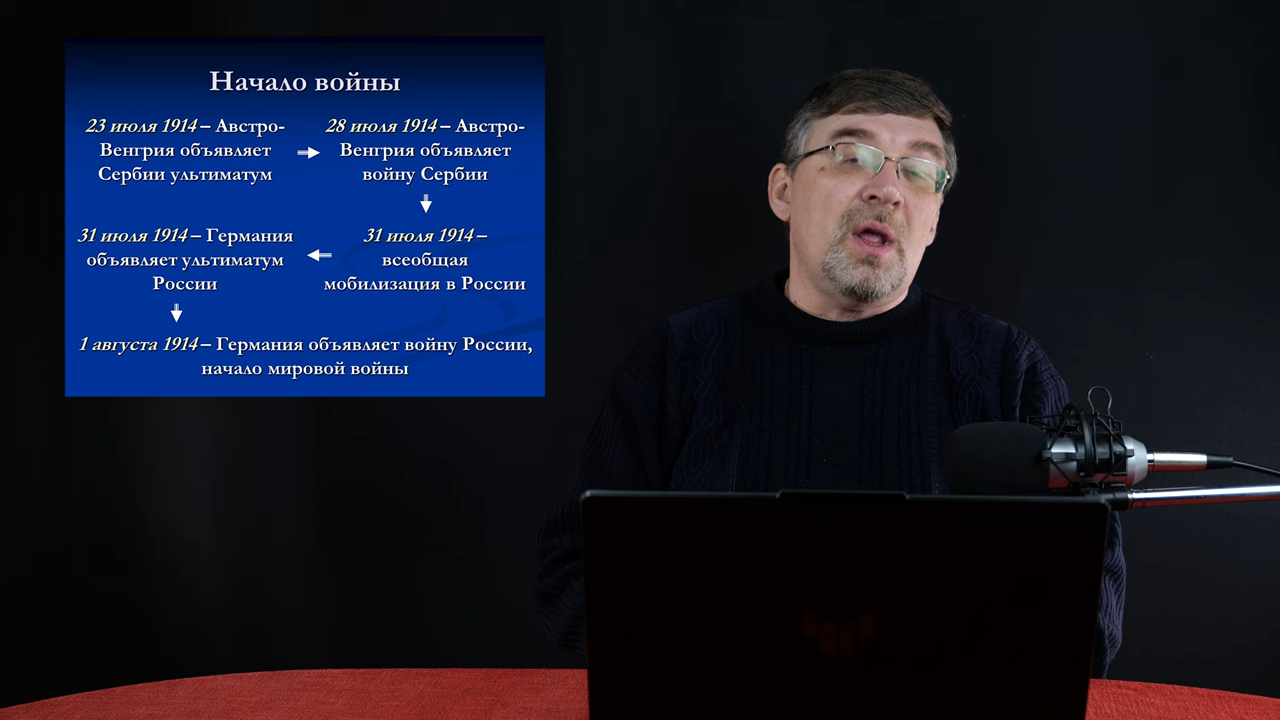 Начало войны
23 июля 1914 – Австро-
Венгрия объявляет
Сербии ультиматум
28 июля 1914 – Австро-
Венгрия объявляет
войну Сербии
31 июля 1914 –
всеобщая
мобилизация в России
31 июля 1914 – Германия
объявляет ультиматум
России
1 августа 1914 – Германия объявляет войну России,
начало мировой войны